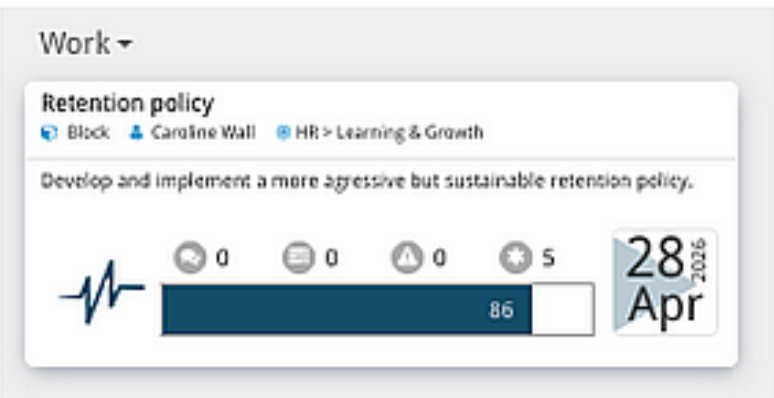 Work
Retention policy
Block Caroline Wall HR > Learning & Growth
Develop and implement a more agressive but sustainable retention policy.
0 0 0 5
86
28 2026
Apr